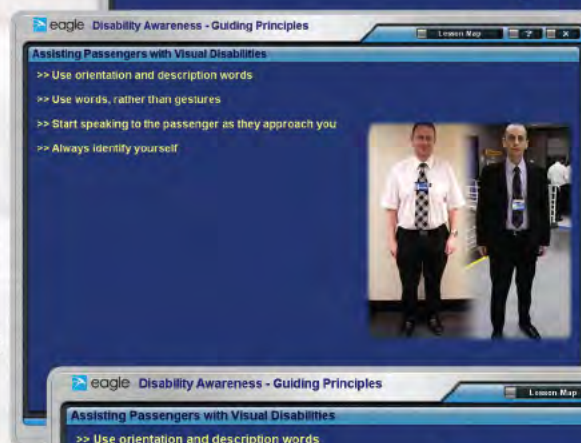 eagle Disability Awareness - Guiding Principles
Lesson Map ? X
Assisting Passengers with Visual Disabilities
>> Use orientation and description words
>> Use words, rather than gestures
>> Start speaking to the passenger as they approach you
>> Always identify yourself
eagle Disability Awareness - Guiding Principles
Lesson Map
Assisting Passengers with Visual Disabilities
>> Use orientation and description words